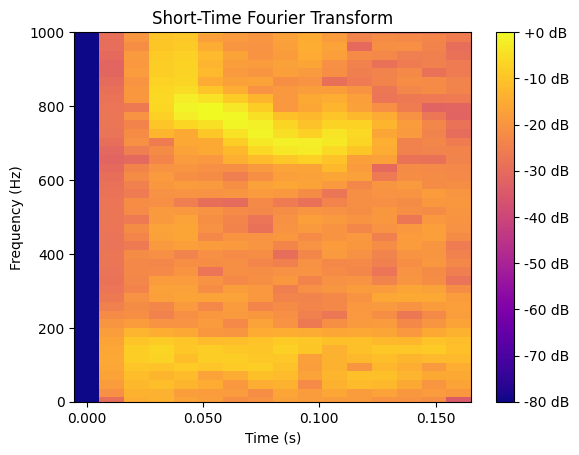 Short-Time Fourier Transform
1000
800
600
400
200
0
Frequency (Hz)
0.000
0.050
0.100
0.150
Time (s)
+0 dB
-10 dB
-20 dB
-30 dB
-40 dB
-50 dB
-60 dB
-70 dB
-80 dB